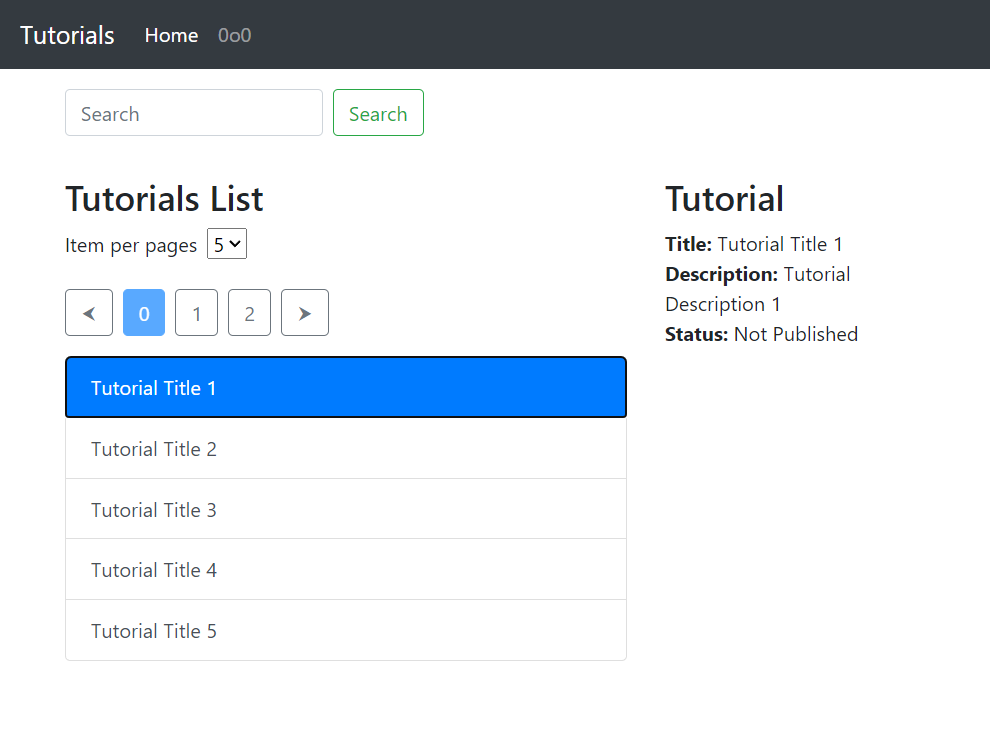 Tutorials Home 0o0
Search Search
Tutorials List
Item per pages 5
⮜ 0 1 2 ⮞
Tutorial Title 1
Tutorial Title 2
Tutorial Title 3
Tutorial Title 4
Tutorial Title 5
Tutorial
Title: Tutorial Title 1
Description: Tutorial
Description 1
Status: Not Published